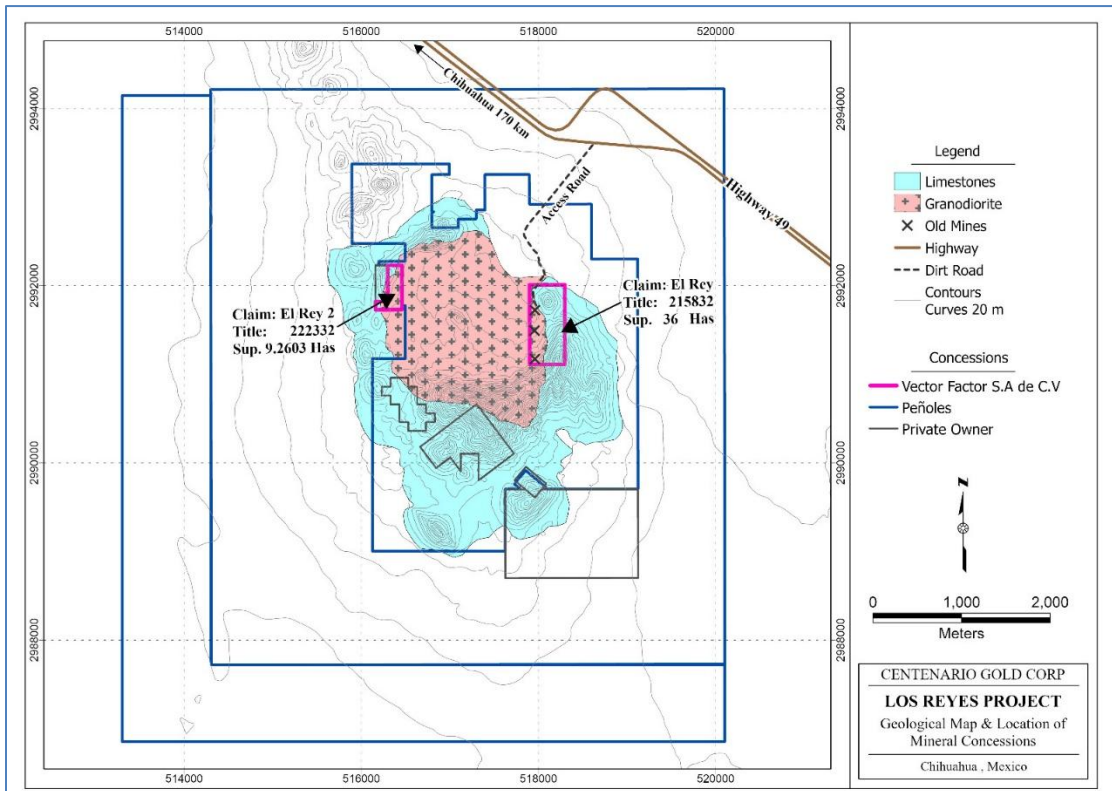 514000
516000
518000
520000
2994000
2994000
Chihuahua 170 km
Highway 49
Access Road
2992000
2992000
Claim: El Rey 2
Title: 222332
Sup. 9.2603 Has
Claim: El Rey
Title: 215832
Sup. 36 Has
2990000
2990000
2988000
2988000
514000
516000
518000
520000
Legend
Limestones
Granodiorite
Old Mines
Highway
Dirt Road
Contours
Curves 20 m
Concessions
Vector Factor S.A de C.V
Peñoles
Private Owner
N
0 1,000 2,000
Meters
CENTENARIO GOLD CORP
LOS REYES PROJECT
Geological Map & Location of
Mineral Concessions
Chihuahua , Mexico